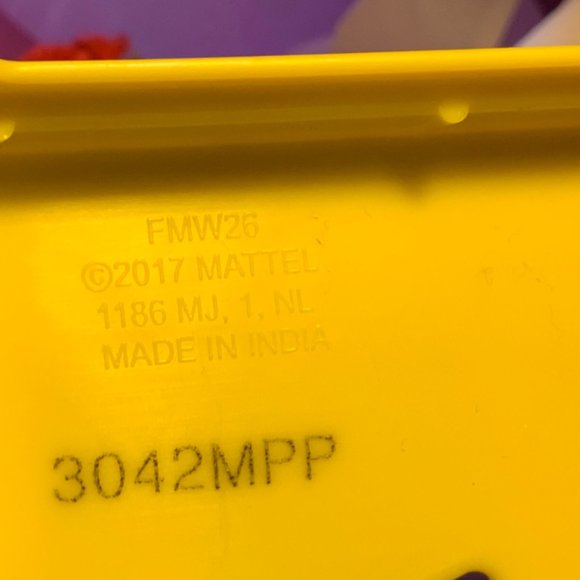 FMW26
©2017 MATTEL
1186 MJ, 1, NL
MADE IN INDIA
3042MPP